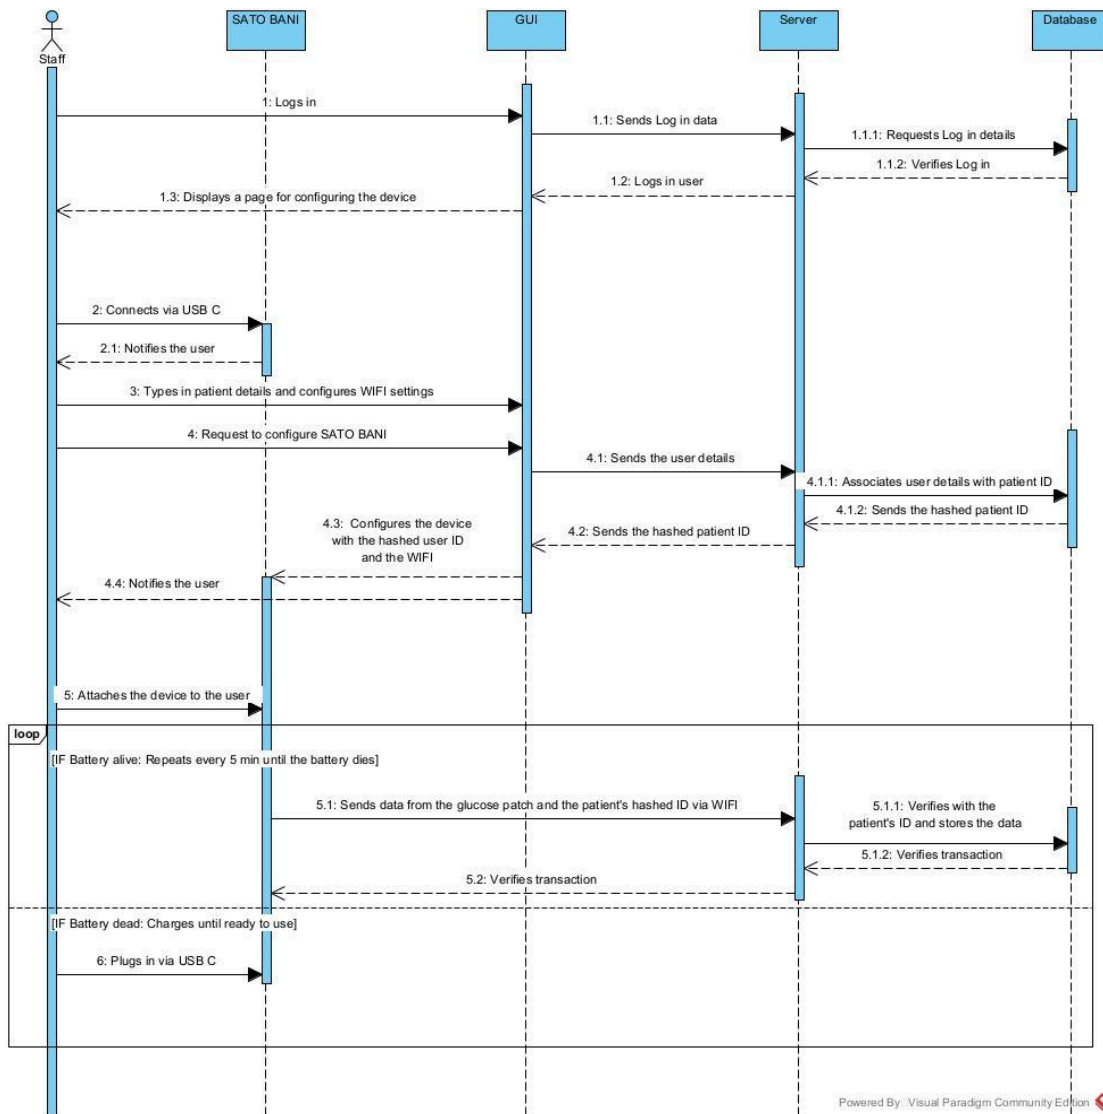 SATO BANI
GUI
Server
Database
Staff
1: Logs in
1.1: Sends Log in data
1.1.1: Requests Log in details
1.1.2: Verifies Log in
1.2: Logs in user
1.3: Displays a page for configuring the device
2: Connects via USB C
2.1: Notifies the user
3: Types in patient details and configures WIFI settings
4: Request to configure SATO BANI
4.1: Sends the user details
4.1.1: Associates user details with patient ID
4.1.2: Sends the hashed patient ID
4.2: Sends the hashed patient ID
4.3: Configures the device
with the hashed user ID
and the WIFI
4.4: Notifies the user
5: Attaches the device to the user
loop
[IF Battery alive: Repeats every 5 min until the battery dies]
5.1: Sends data from the glucose patch and the patient's hashed ID via WIFI
5.1.1: Verifies with the
patient's ID and stores the data
5.1.2: Verifies transaction
5.2: Verifies transaction
[IF Battery dead: Charges until ready to use]
6: Plugs in via USB C
Powered By Visual Paradigm Community Edition